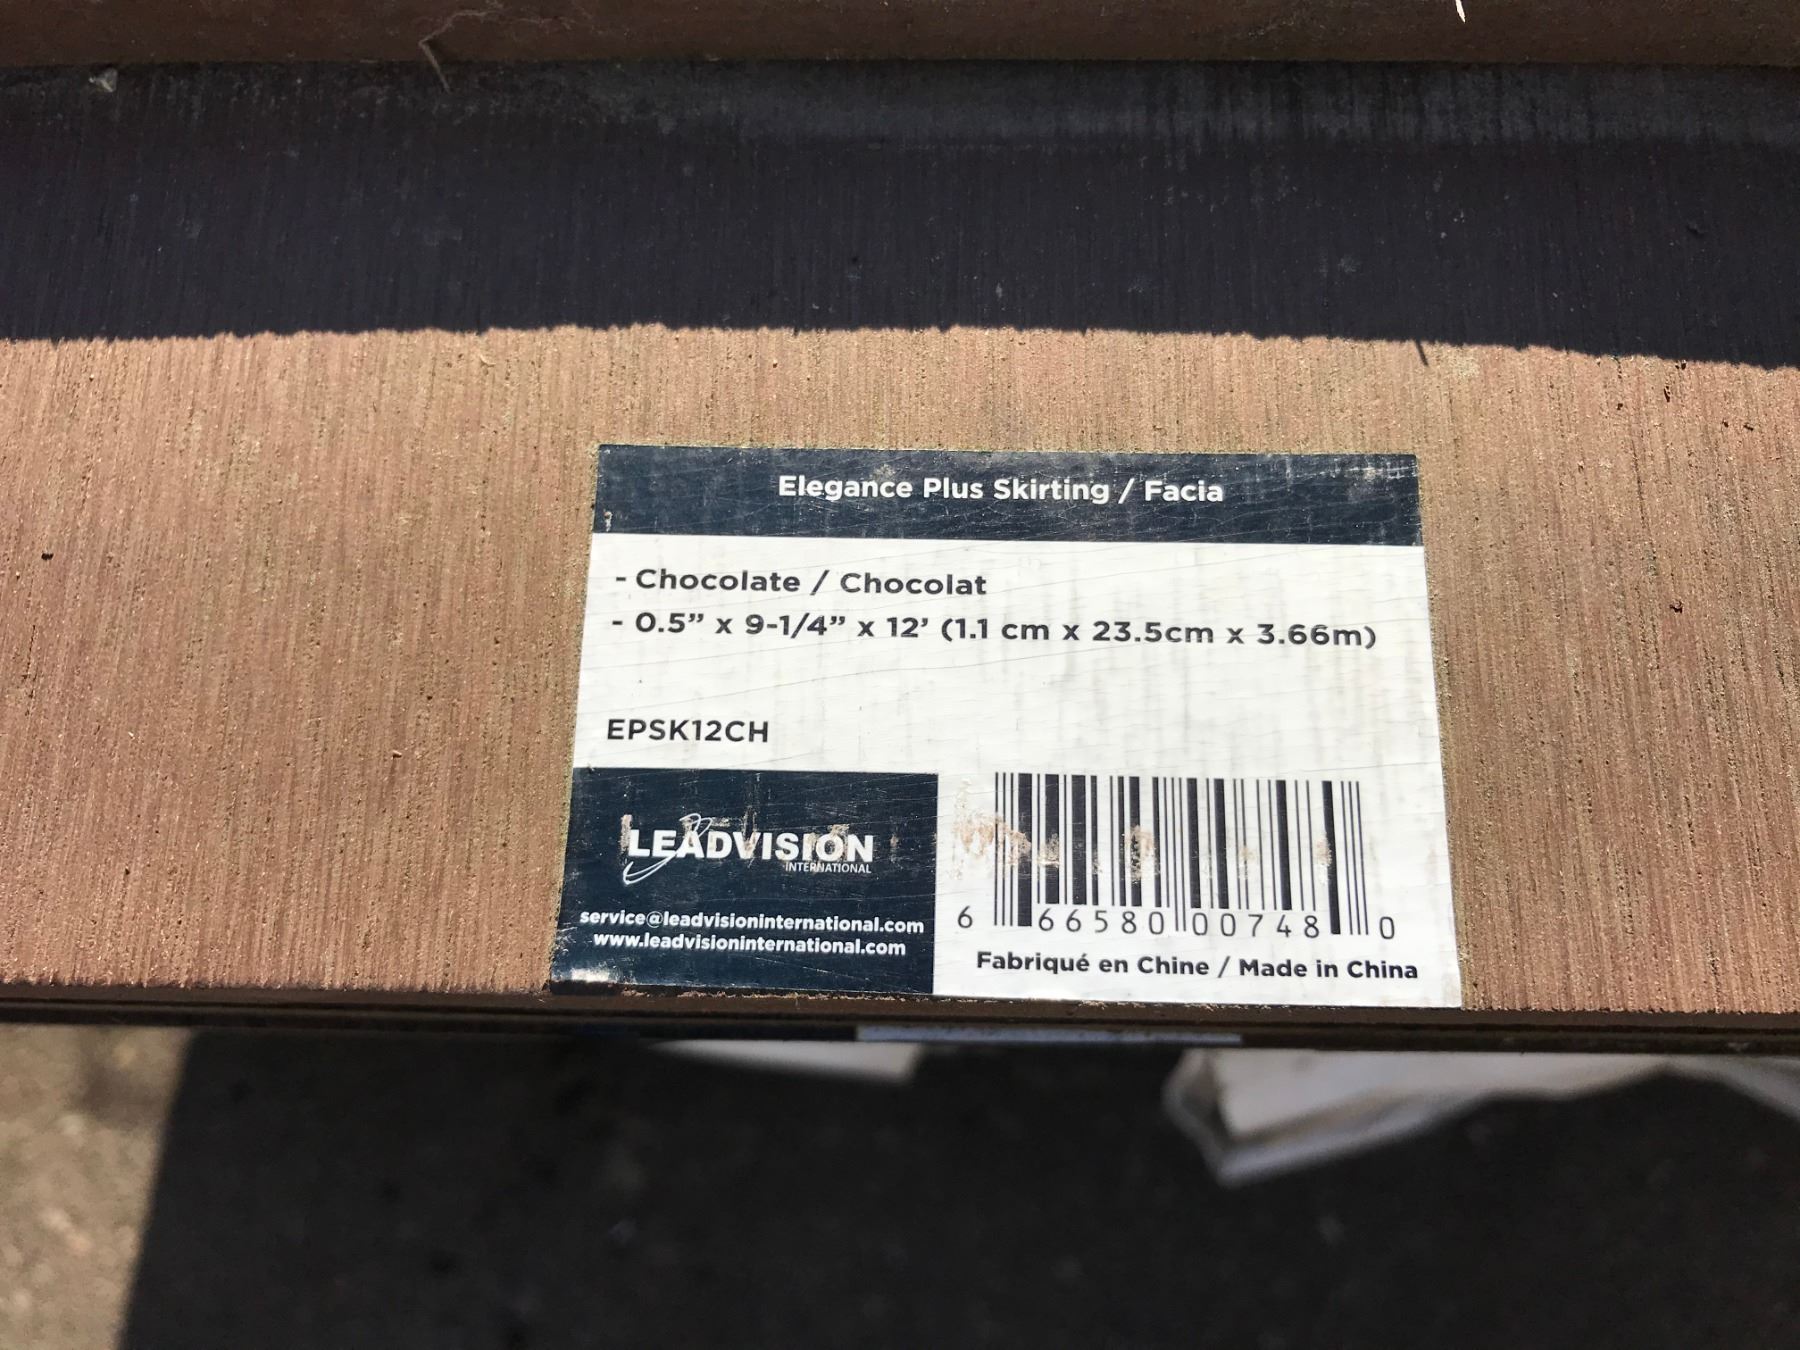 Elegance Plus Skirting / Facia
- Chocolate / Chocolat
- 0.5” x 9-1/4” x 12’ (1.1 cm x 23.5cm x 3.66m)
EPSK12CH
LEADVISION
INTERNATIONAL
service@leadvisioninternational.com
www.leadvisioninternational.com
6 66580 00748 0
Fabriqué en Chine / Made in China